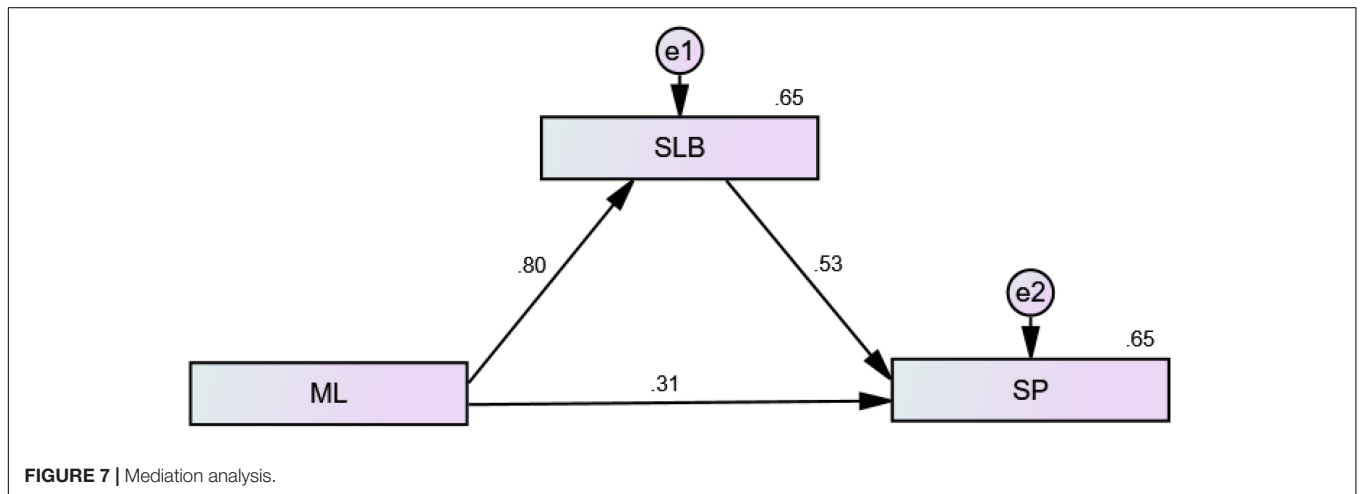 e1
.65
SLB
.80
.53
e2
.65
ML
.31
SP
FIGURE 7 | Mediation analysis.